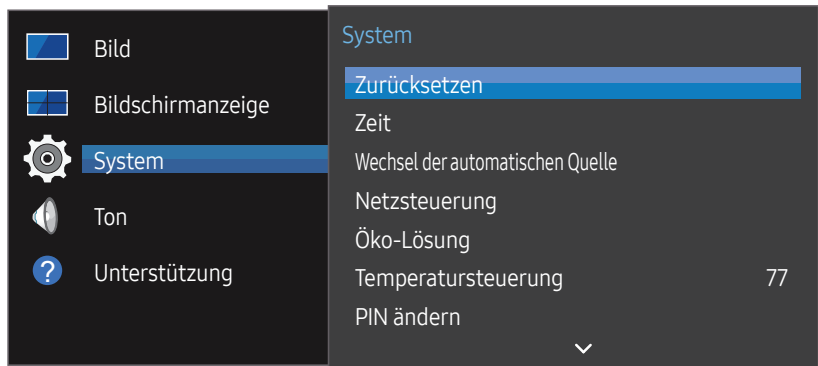 Bild
Bildschirmanzeige
System
Ton
?
Unterstützung
System
Zurücksetzen
Zeit
Wechsel der automatischen Quelle
Netzsteuerung
Öko-Lösung
Temperatursteuerung 77
PIN ändern